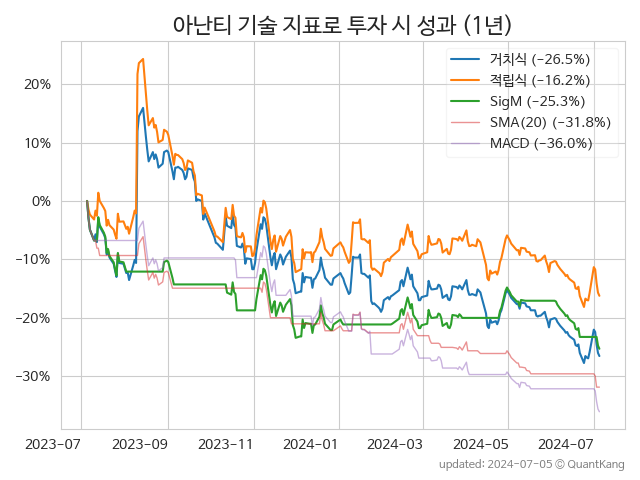 아난티 기술 지표로 투자 시 성과 (1년)
거치식 (−26.5%)
적립식 (−16.2%)
SigM (−25.3%)
SMA(20) (−31.8%)
MACD (−36.0%)
20%
10%
0%
−10%
−20%
−30%
2023-07 2023-09 2023-11 2024-01 2024-03 2024-05 2024-07
updated: 2024-07-05 © QuantKang